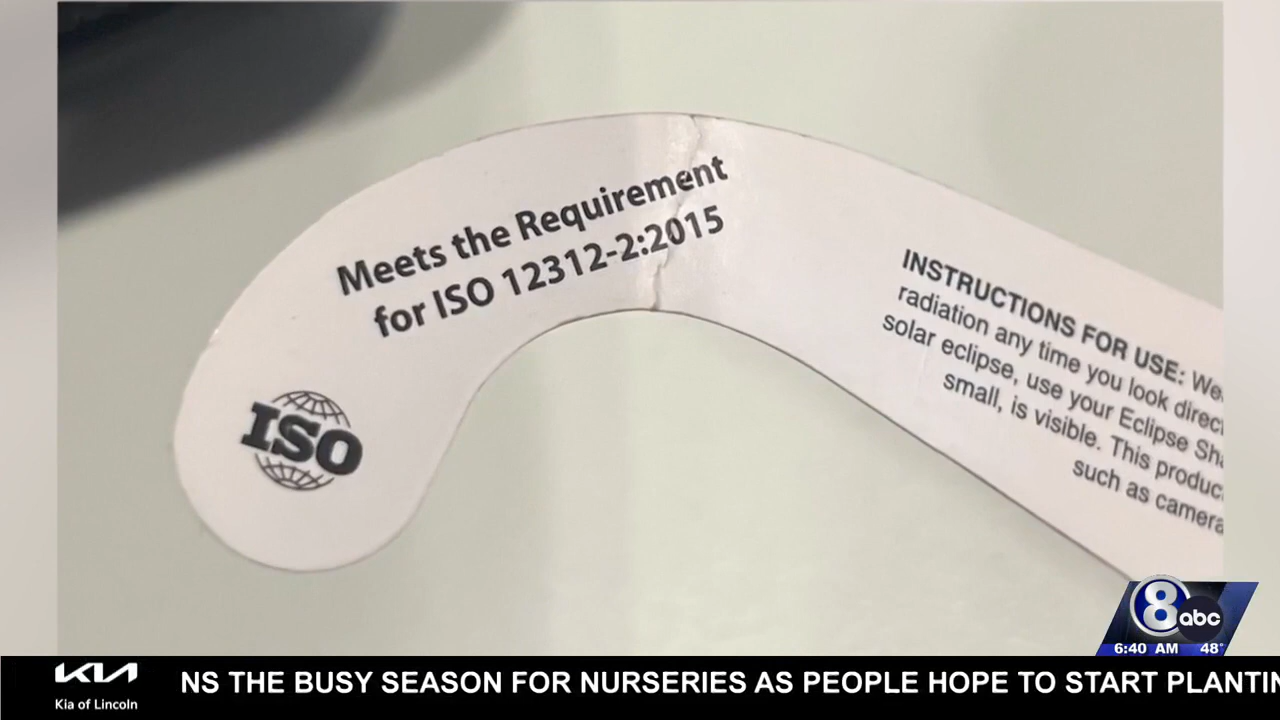 Meets the Requirement
for ISO 12312-2:2015
ISO
INSTRUCTIONS FOR USE:
radiation any time you look
solar eclipse, use your Eclipse
small, is visible. This
such as
8 abc
6:40 AM 48°
KIA
Kia of Lincoln
THE BUSY SEASON FOR NURSERIES AS PEOPLE HOPE TO START